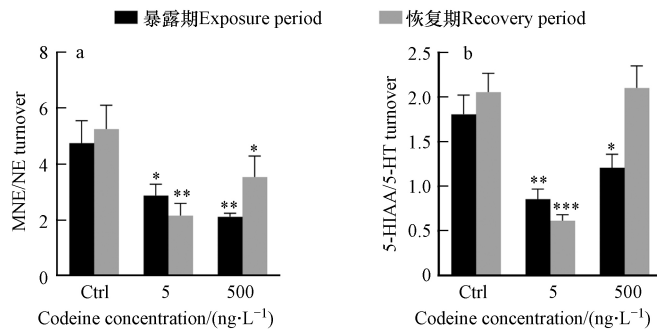 暴露期Exposure period
恢复期Recovery period
a
MNE/NE turnover
8
6
4
2
0
*
**
**
*
Ctrl
5
500
Codeine concentration/(ng·L⁻¹)
b
5-HIAA/5-HT turnover
2.5
2.0
1.5
1.0
0.5
0
**
***
*
Ctrl
5
500
Codeine concentration/(ng·L⁻¹)